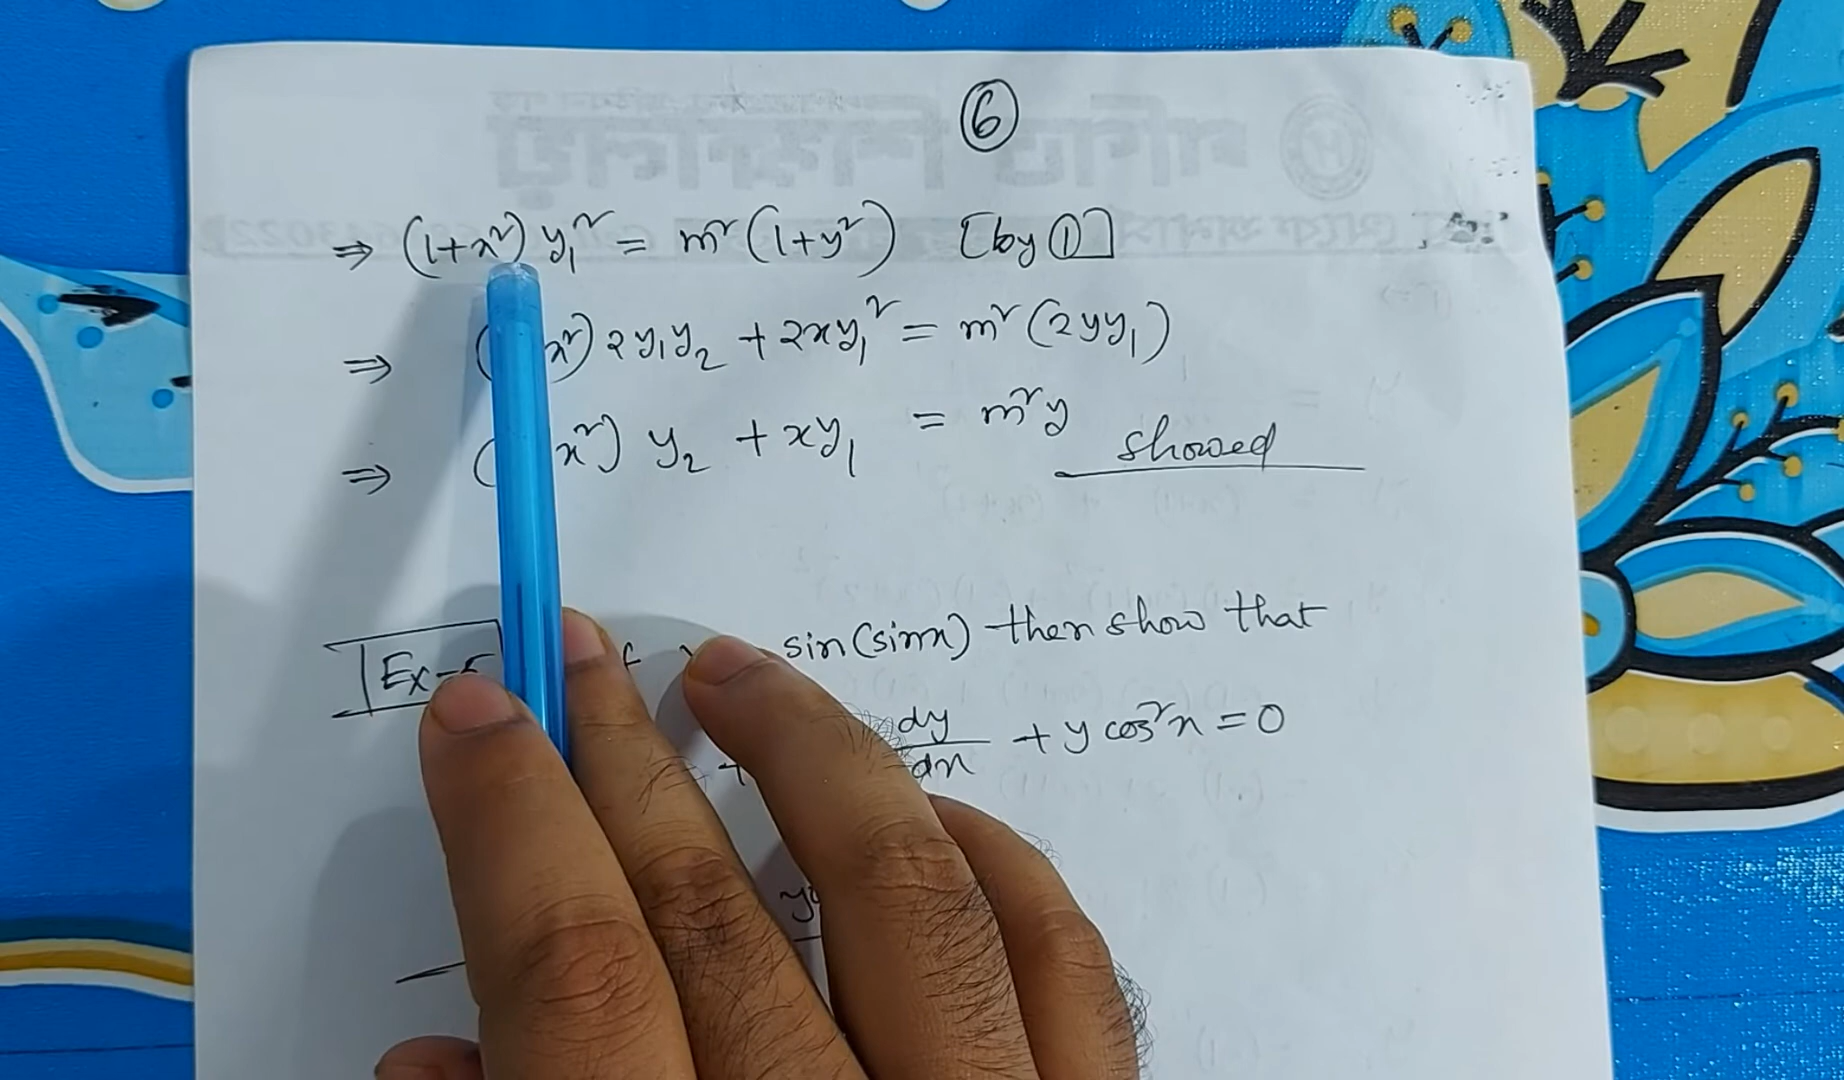 6
⇒ (1+x²) y₁² = m² (1+y²) [by ①]
⇒ x²) 2y₁y₂ + 2xy₁² = m² (2yy₁)
⇒ x²) y₂ + xy₁ = m²y showed
Ex- sin(sinx) then show that
+ dy/dx + y cos²x = 0